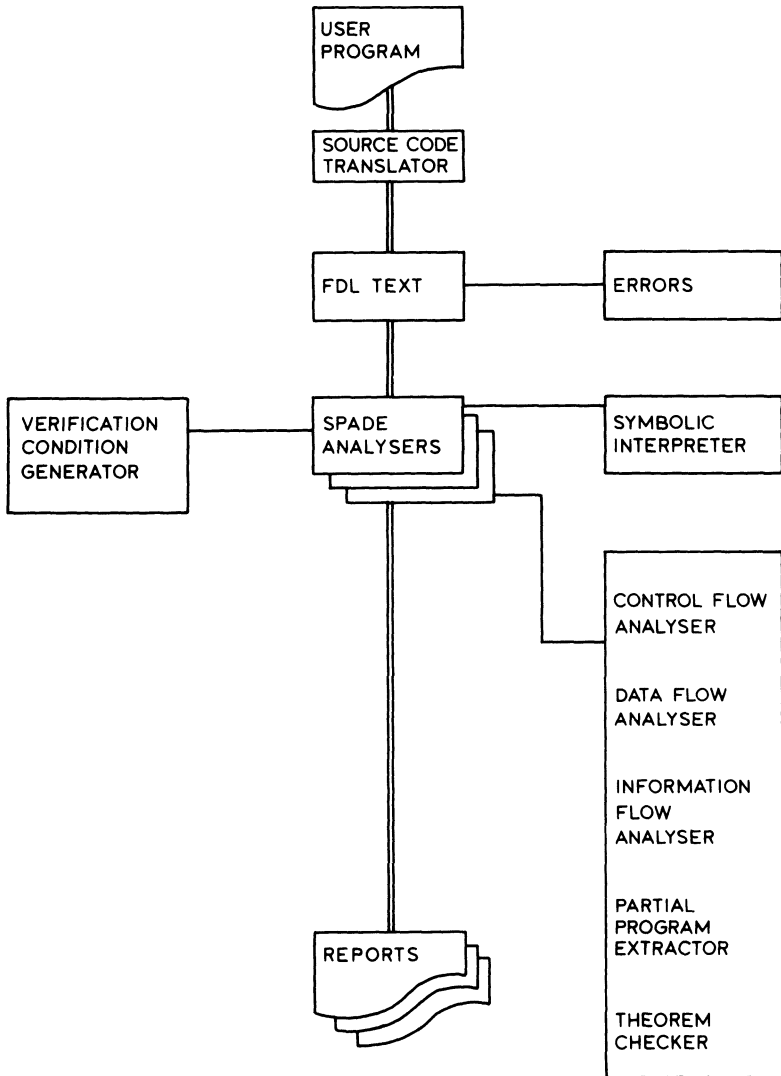 USER
PROGRAM
SOURCE CODE
TRANSLATOR
FDL TEXT
ERRORS
VERIFICATION
CONDITION
GENERATOR
SPADE
ANALYSERS
SYMBOLIC
INTERPRETER
CONTROL FLOW
ANALYSER
DATA FLOW
ANALYSER
INFORMATION
FLOW
ANALYSER
PARTIAL
PROGRAM
EXTRACTOR
REPORTS
THEOREM
CHECKER